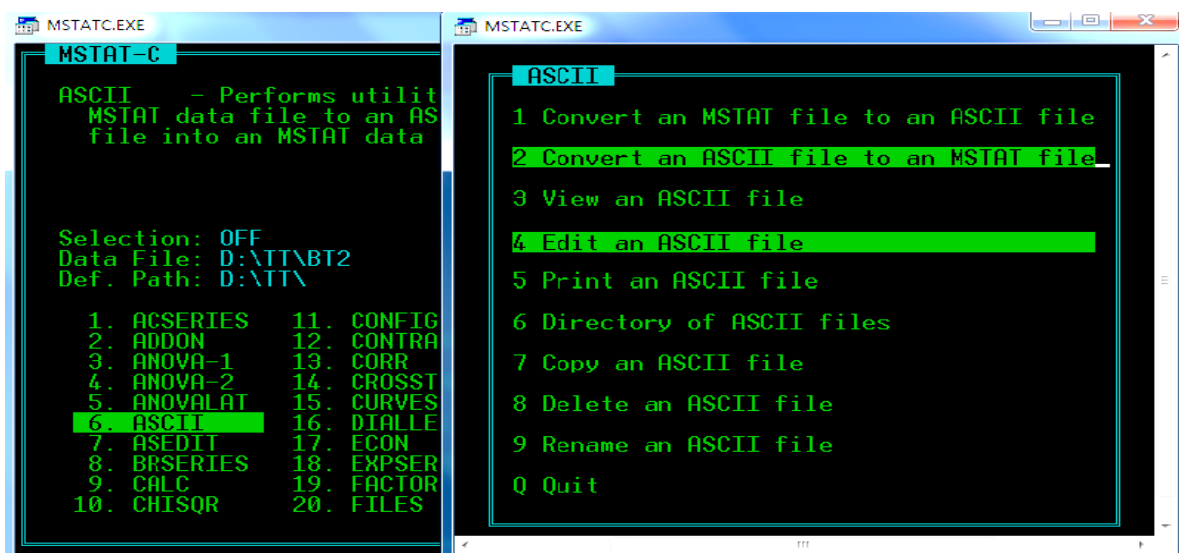 MSTATC.EXE
MSTAT-C
ASCII - Performs utilit
MSTAT data file to an AS
file into an MSTAT data
Selection: OFF
Data File: D:\TT\BT2
Def. Path: D:\TT\
1. ACSERIES 11. CONFIG
2. ADDON 12. CONTRA
3. ANOVA-1 13. CORR
4. ANOVA-2 14. CROSST
5. ANOVALAT 15. CURVES
6. ASCII 16. DIALLE
7. ASEDIT 17. ECON
8. BRSERIES 18. EXPSER
9. CALC 19. FACTOR
10. CHISQR 20. FILES
MSTATC.EXE
ASCII
1 Convert an MSTAT file to an ASCII file
2 Convert an ASCII file to an MSTAT file_
3 View an ASCII file
4 Edit an ASCII file
5 Print an ASCII file
6 Directory of ASCII files
7 Copy an ASCII file
8 Delete an ASCII file
9 Rename an ASCII file
Q Quit